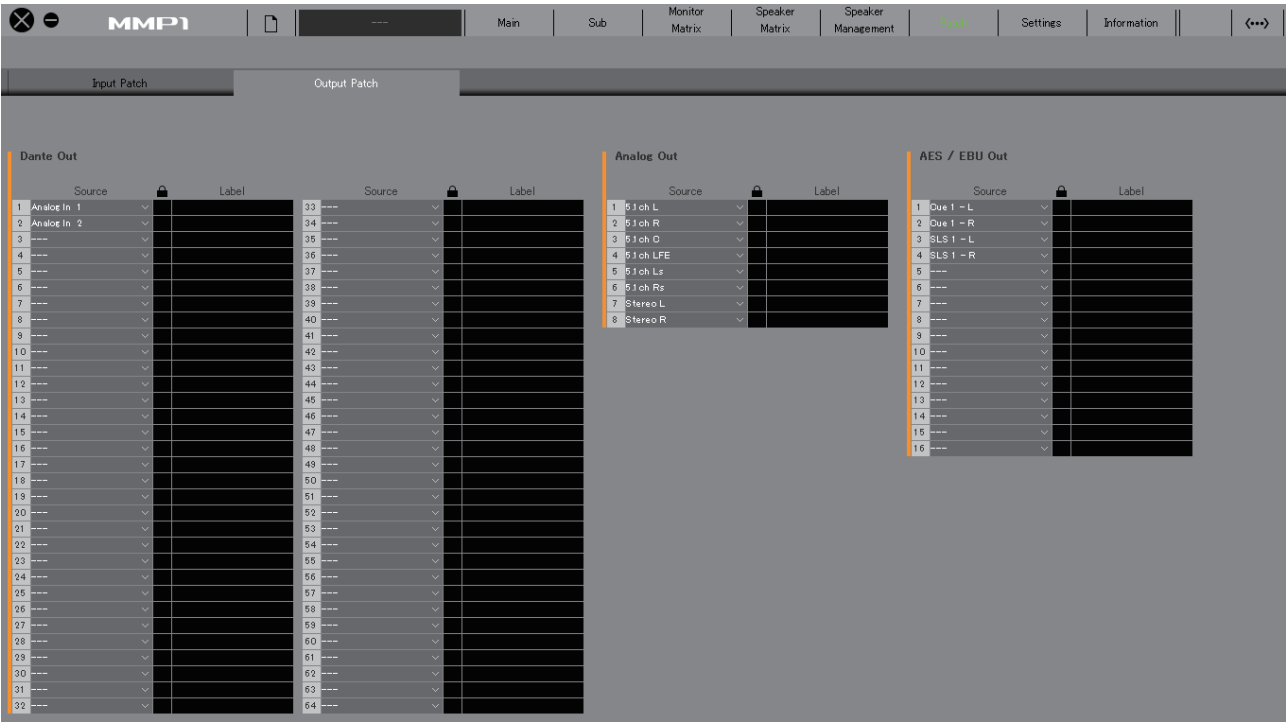 MMP1
---
Main
Sub
Monitor
Matrix
Speaker
Matrix
Speaker
Management
Settings
Information
Input Patch
Output Patch
Dante Out
Source Label Source Label
1 Analog In 1
2 Analog In 2
3 ---
4 ---
5 ---
6 ---
7 ---
8 ---
9 ---
10 ---
11 ---
12 ---
13 ---
14 ---
15 ---
16 ---
17 ---
18 ---
19 ---
20 ---
21 ---
22 ---
23 ---
24 ---
25 ---
26 ---
27 ---
28 ---
29 ---
30 ---
31 ---
32 ---
33 ---
34 ---
35 ---
36 ---
37 ---
38 ---
39 ---
40 ---
41 ---
42 ---
43 ---
44 ---
45 ---
46 ---
47 ---
48 ---
49 ---
50 ---
51 ---
52 ---
53 ---
54 ---
55 ---
56 ---
57 ---
58 ---
59 ---
60 ---
61 ---
62 ---
63 ---
64 ---
Analog Out
Source Label
1 5.1ch L
2 5.1ch R
3 5.1ch C
4 5.1ch LFE
5 5.1ch Ls
6 5.1ch Rs
7 Stereo L
8 Stereo R
AES / EBU Out
Source Label
1 Cue 1 - L
2 Cue 1 - R
3 SLS 1 - L
4 SLS 1 - R
5 ---
6 ---
7 ---
8 ---
9 ---
10 ---
11 ---
12 ---
13 ---
14 ---
15 ---
16 ---